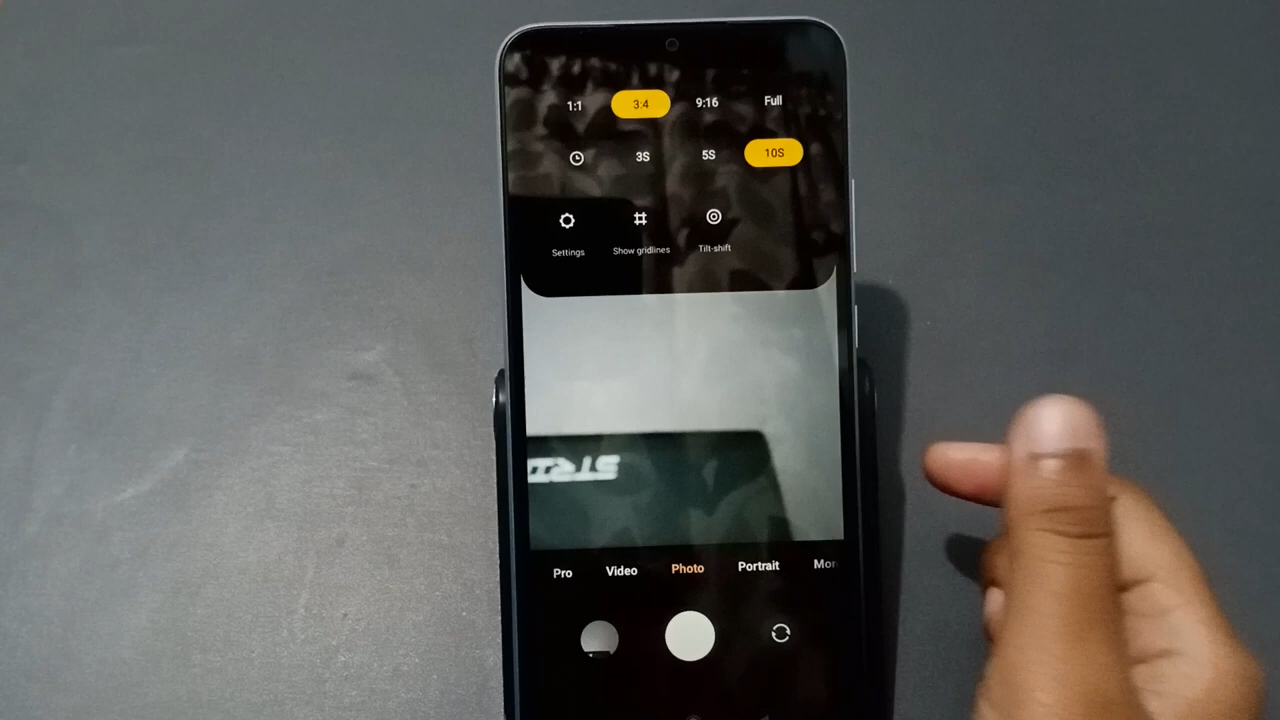 1:1 3:4 9:16 Full
3S 5S 10S
Settings Show gridlines Tilt-shift
Pro Video Photo Portrait Mor